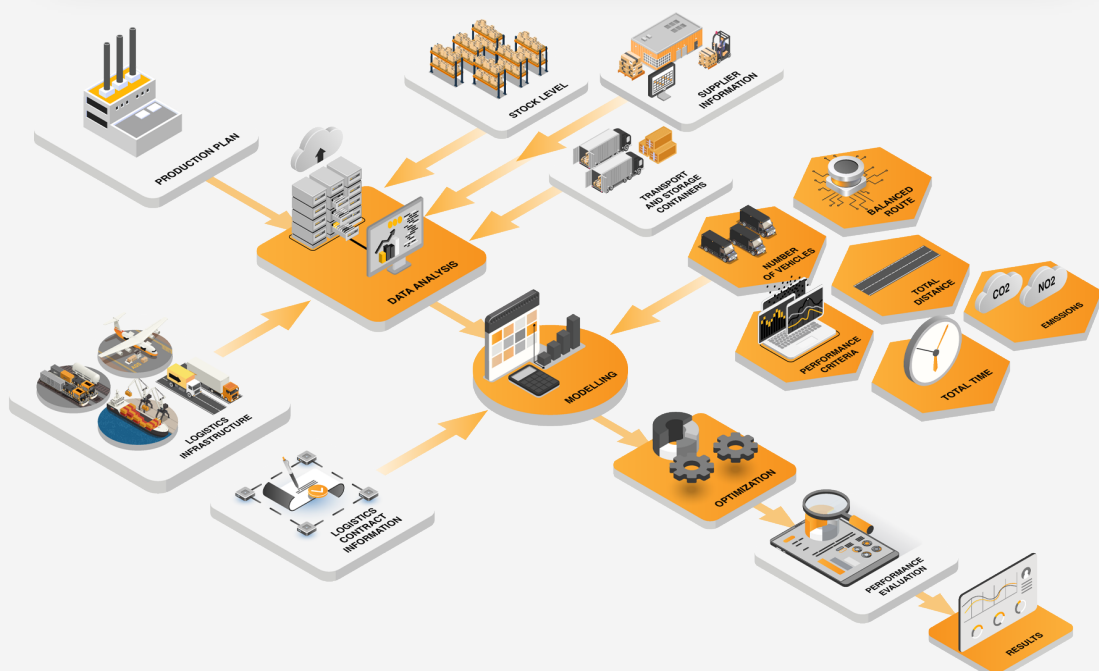 PRODUCTION PLAN
STOCK LEVEL
SUPPLIER
INFORMATION
TRANSPORT
AND STORAGE
CONTAINERS
DATA ANALYSIS
BALANCED
ROUTE
NUMBER
OF VEHICLES
TOTAL
DISTANCE
CO2
NO2
EMISSIONS
PERFORMANCE
CRITERIA
TOTAL TIME
MODELLING
LOGISTICS
INFRASTRUCTURE
LOGISTICS
CONTRACT
INFORMATION
OPTIMIZATION
PERFORMANCE
EVALUATION
RESULTS